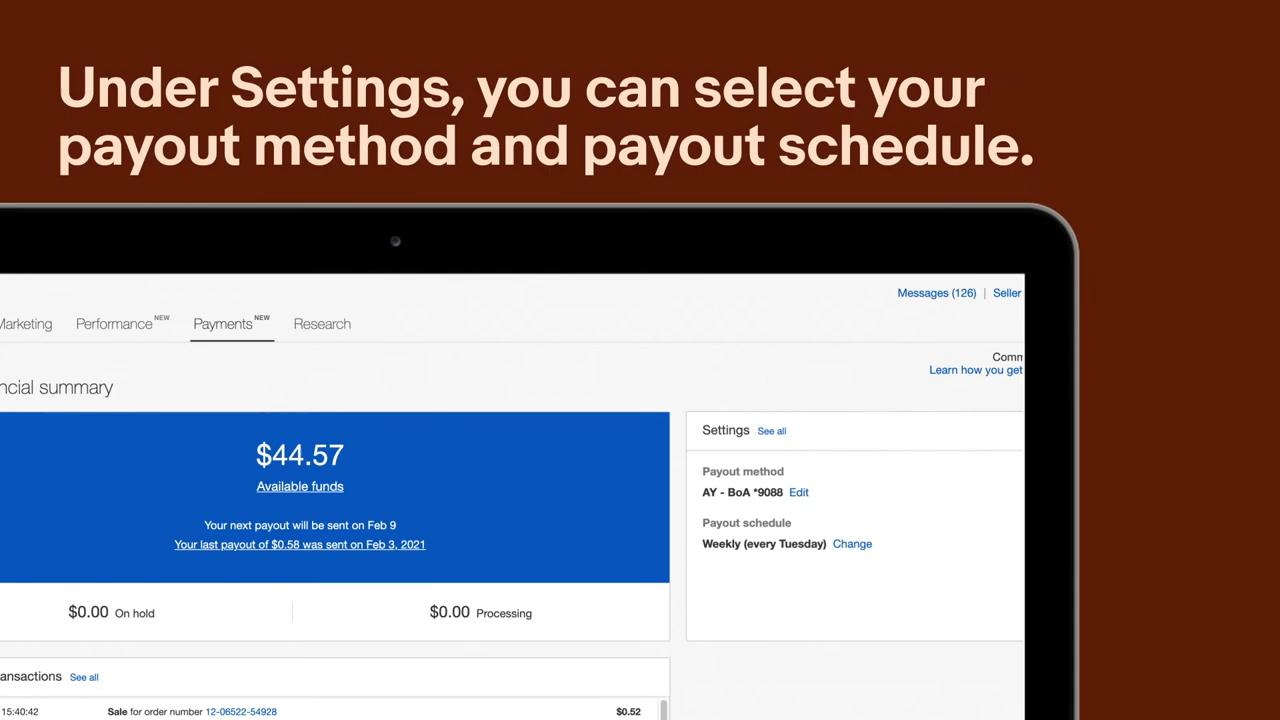 Under Settings, you can select your
payout method and payout schedule.
Messages (126) | Seller
Marketing Performance NEW Payments NEW Research
Comm
Learn how you get
ncial summary
$44.57
Available funds
Your next payout will be sent on Feb 9
Your last payout of $0.58 was sent on Feb 3, 2021
$0.00 On hold $0.00 Processing
Settings See all
Payout method
AY - BoA *9088 Edit
Payout schedule
Weekly (every Tuesday) Change
ansactions See all
15:40:42 Sale for order number 12-06522-54928 $0.52